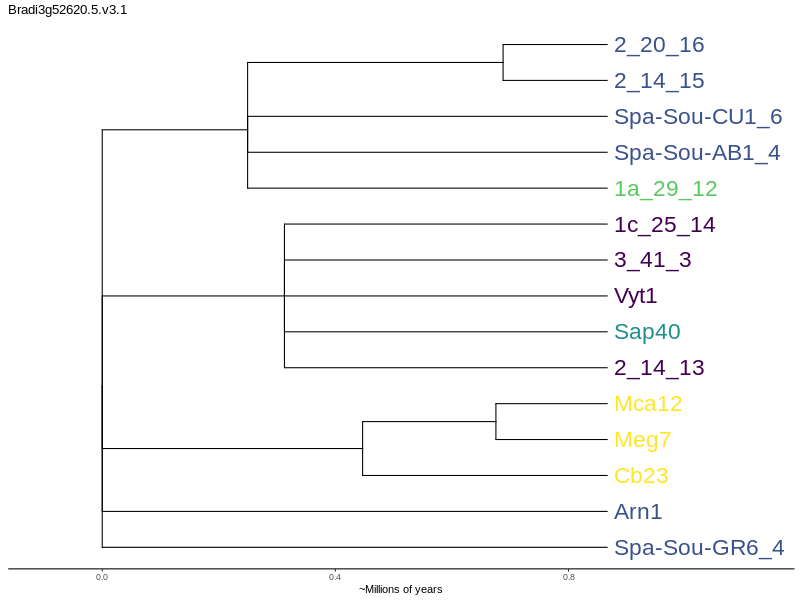 Bradi3g52620.5.v3.1
2_20_16
2_14_15
Spa-Sou-CU1_6
Spa-Sou-AB1_4
1a_29_12
1c_25_14
3_41_3
Vyt1
Sap40
2_14_13
Mca12
Meg7
Cb23
Arn1
Spa-Sou-GR6_4
0.0 0.4 0.8
~Millions of years